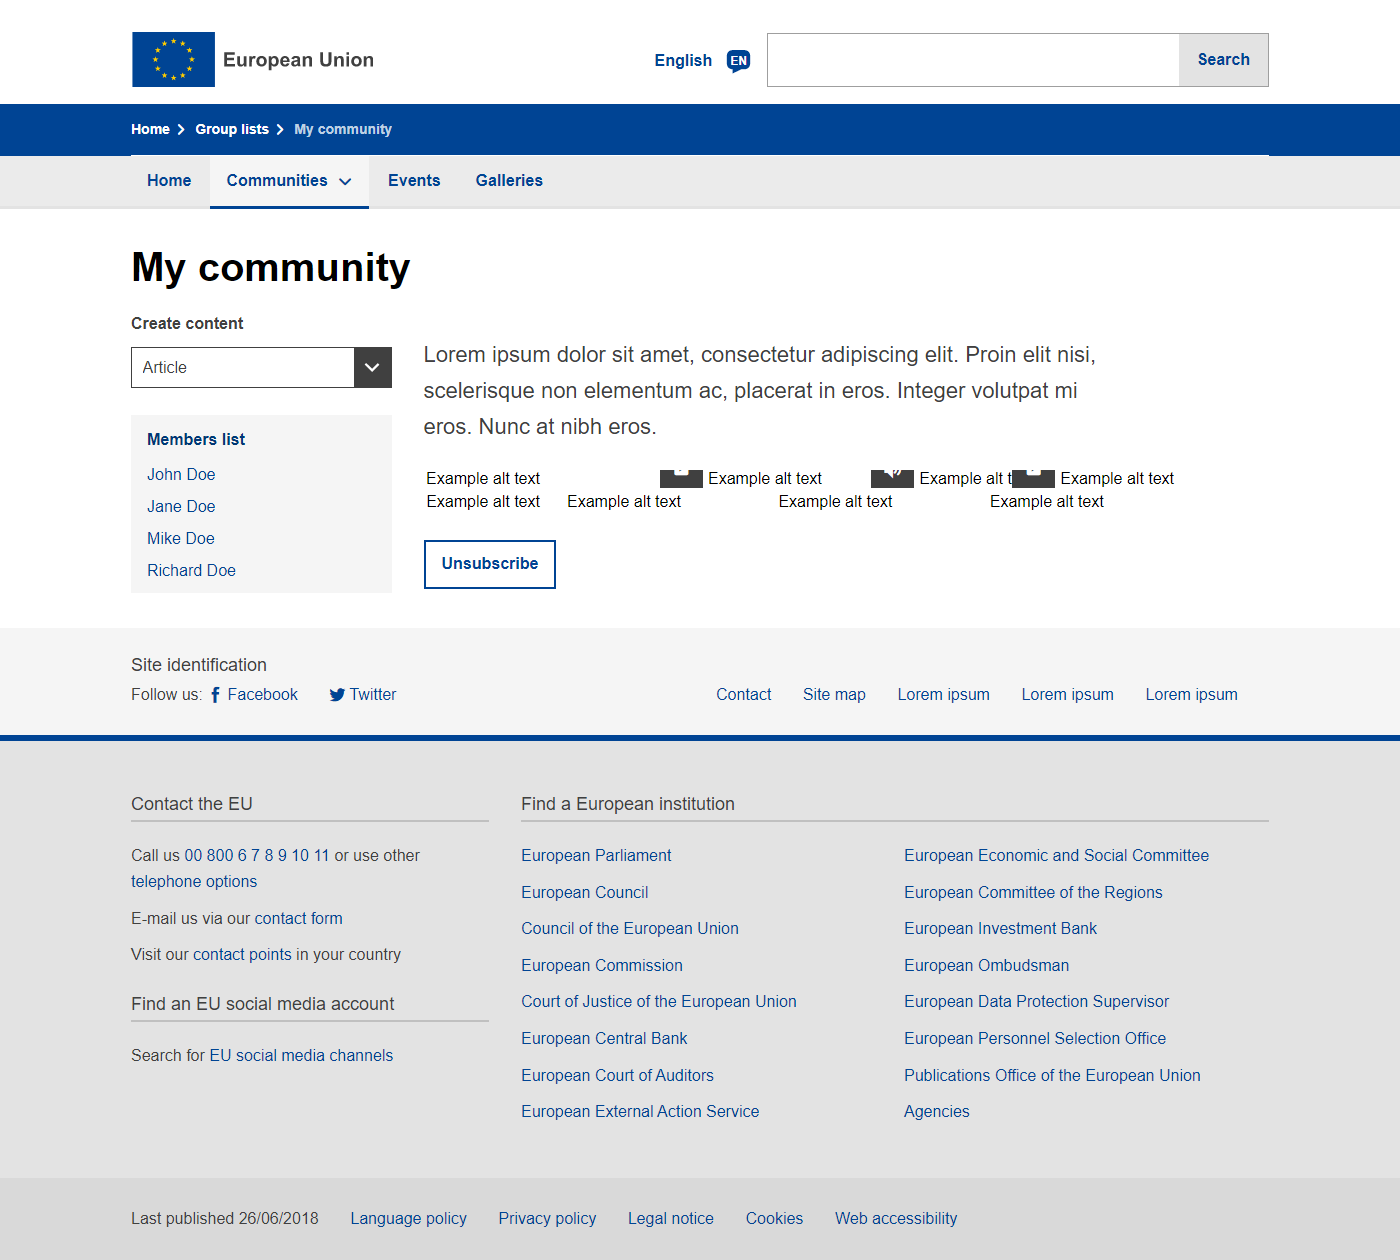 European Union
English EN
Search
Home Group lists My community
Home Communities Events Galleries
My community
Create content
Article
Members list
John Doe
Jane Doe
Mike Doe
Richard Doe
Lorem ipsum dolor sit amet, consectetur adipiscing elit. Proin elit nisi,
scelerisque non elementum ac, placerat in eros. Integer volutpat mi
eros. Nunc at nibh eros.
Example alt text Example alt text Example alt t Example alt text
Example alt text Example alt text Example alt text Example alt text
Unsubscribe
Site identification
Follow us: Facebook Twitter
Contact Site map Lorem ipsum Lorem ipsum Lorem ipsum
Contact the EU
Call us 00 800 6 7 8 9 10 11 or use other
telephone options
E-mail us via our contact form
Visit our contact points in your country
Find an EU social media account
Search for EU social media channels
Find a European institution
European Parliament
European Council
Council of the European Union
European Commission
Court of Justice of the European Union
European Central Bank
European Court of Auditors
European External Action Service
European Economic and Social Committee
European Committee of the Regions
European Investment Bank
European Ombudsman
European Data Protection Supervisor
European Personnel Selection Office
Publications Office of the European Union
Agencies
Last published 26/06/2018 Language policy Privacy policy Legal notice Cookies Web accessibility